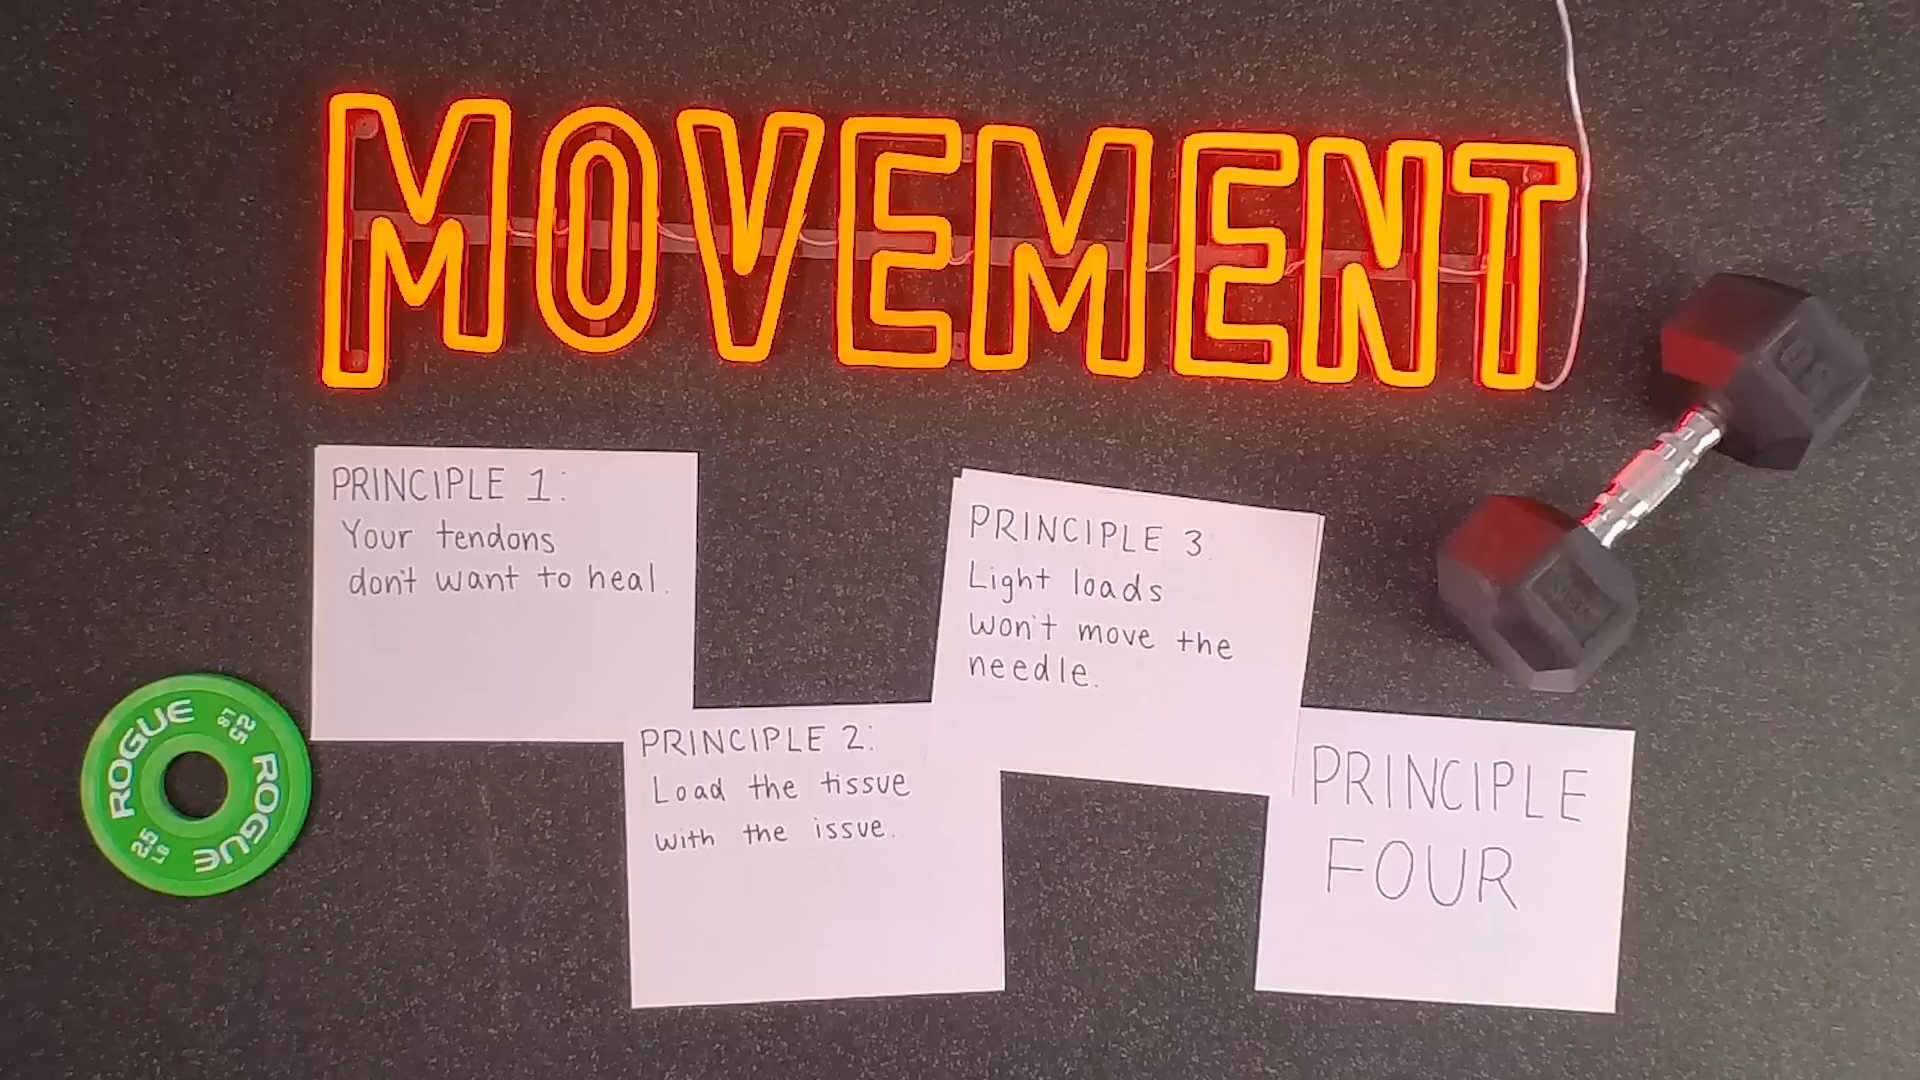 MOVEMENT
PRINCIPLE 1:
Your tendons
don't want to heal.
PRINCIPLE 2:
Load the tissue
with the issue.
PRINCIPLE 3:
Light loads
won't move the
needle.
PRINCIPLE
FOUR
ROGUE
2.5
LB
ROGUE
2.5
LB
ROGUE